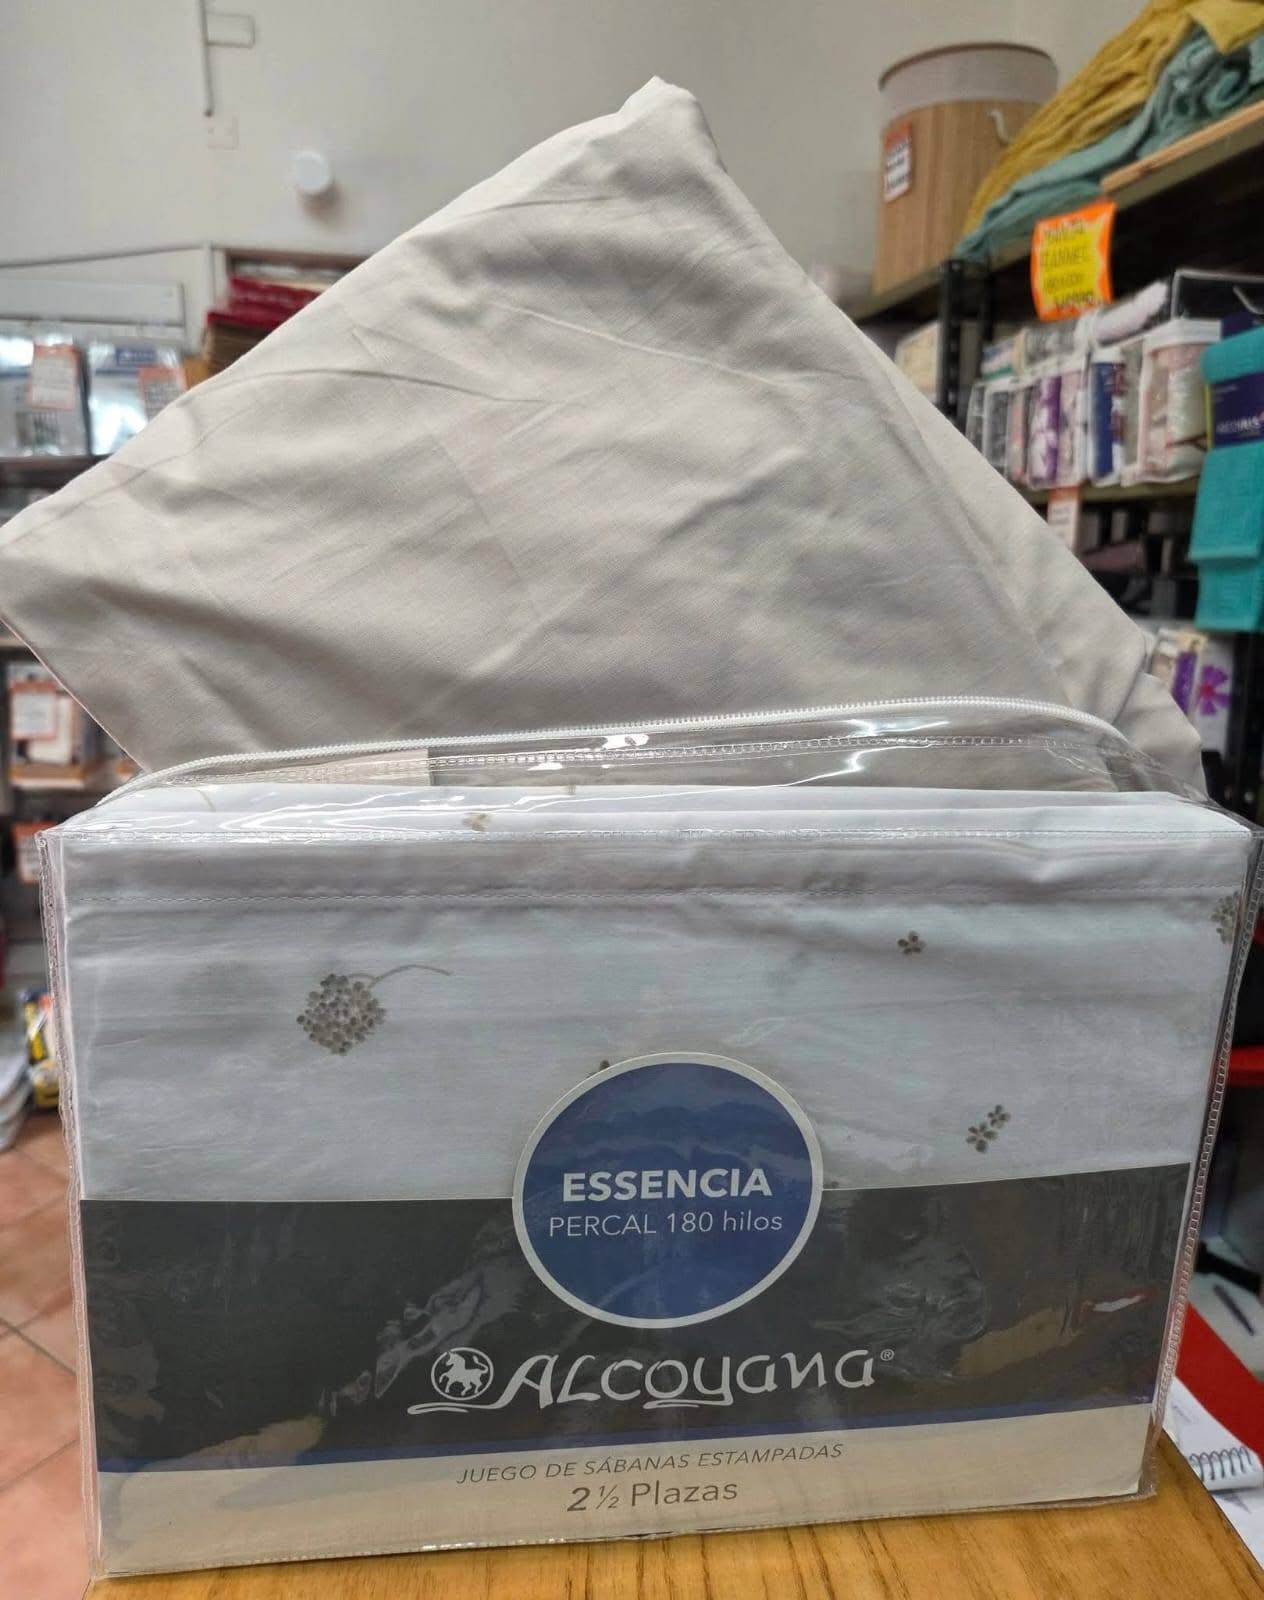 ESSENCIA
PERCAL 180 hilos
ALCOYANA®
JUEGO DE SÁBANAS ESTAMPADAS
2 ½ Plazas